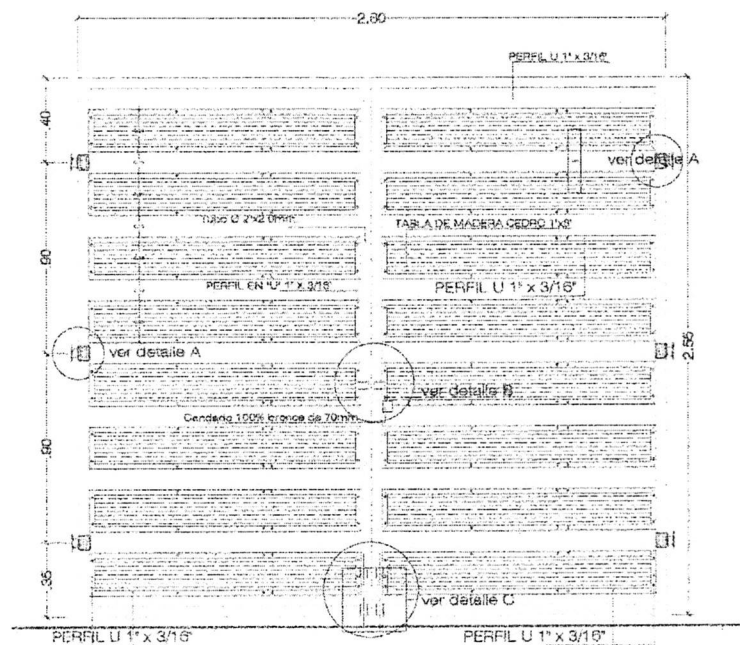 2.60
PERFIL U 1" x 3/16"
.40
ver detalle A
TUBO Ø 2"x2.0mm
TABLA DE MADERA CEDRO 1"x5"
.90
PERFIL EN "U" 1" X 3/16"
PERFIL U 1" x 3/16"
ver detalle A
2.55
ver detalle B
Candado 100% bronce de 70mm
.90
.35
ver detalle C
PERFIL U 1" x 3/16"
PERFIL U 1" x 3/16"